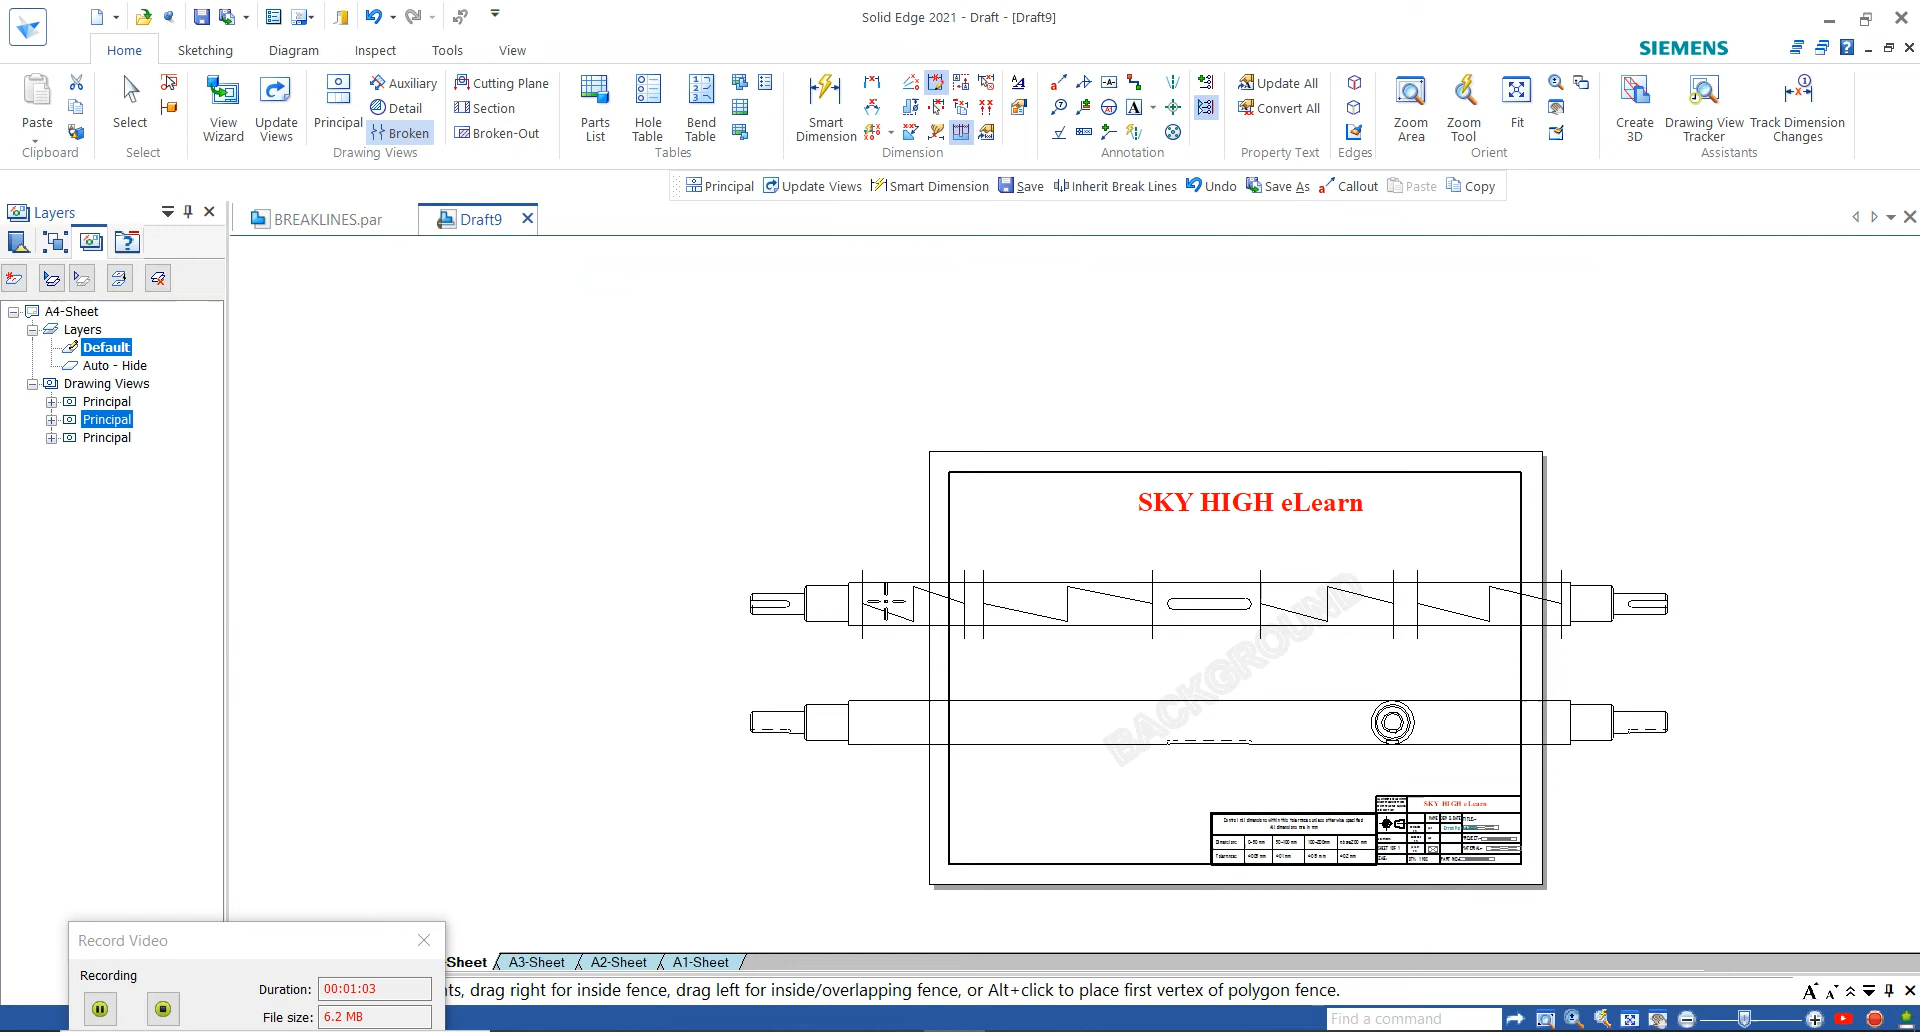 Solid Edge 2021 - Draft - [Draft9]
Home Sketching Diagram Inspect Tools View
SIEMENS
Paste
Clipboard
Select
Select
View Wizard
Update Views
Principal
Auxiliary
Detail
Broken
Drawing Views
Cutting Plane
Section
Broken-Out
Parts List
Hole Table
Bend Table
Tables
Smart Dimension
Dimension
Annotation
Update All
Convert All
Property Text
Edges
Zoom Area
Zoom Tool
Fit
Orient
Create 3D
Drawing View Tracker
Track Dimension Changes
Assistants
Principal Update Views Smart Dimension Save Inherit Break Lines Undo Save As Callout Paste Copy
Layers
BREAKLINES.par
Draft9
A4-Sheet
Layers
Default
Auto - Hide
Drawing Views
Principal
Principal
Principal
SKY HIGH eLearn
BACKGROUND
SKY HIGH eLearn
Record Video
Recording
Duration: 00:01:03
File size: 6.2 MB
-Sheet A3-Sheet A2-Sheet A1-Sheet
nts, drag right for inside fence, drag left for inside/overlapping fence, or Alt+click to place first vertex of polygon fence.
Find a command